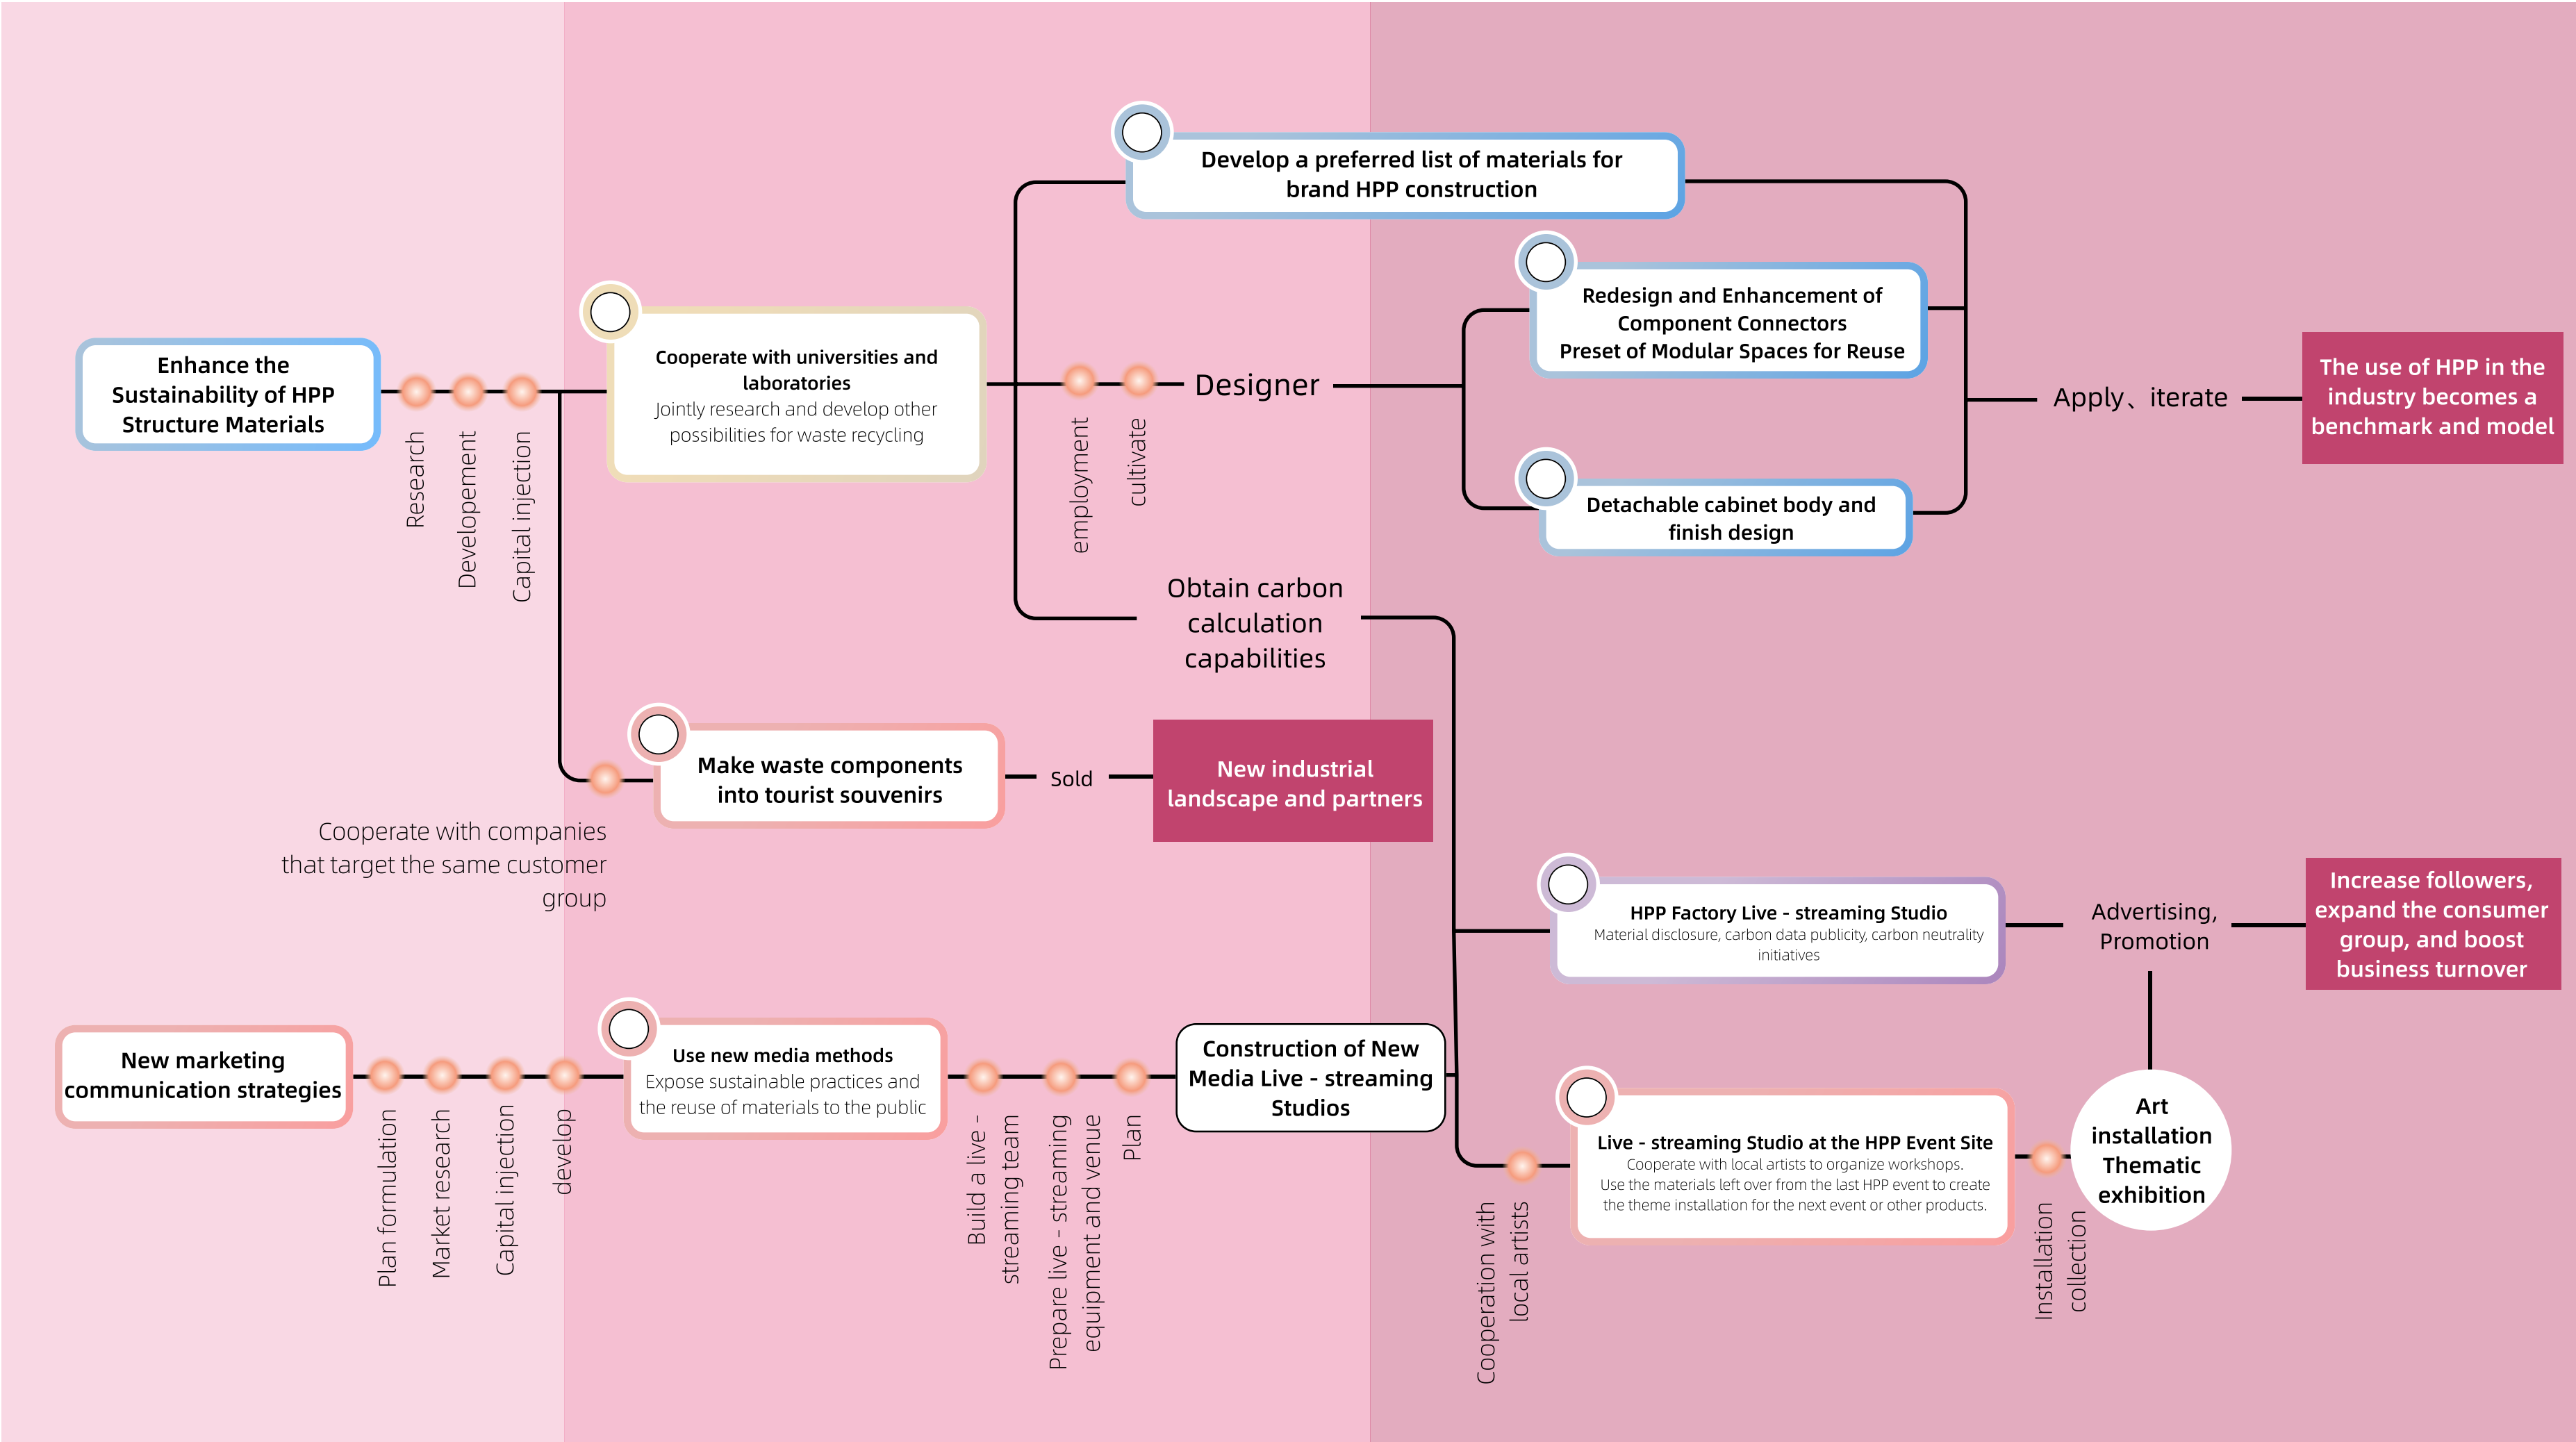 Develop a preferred list of materials for
brand HPP construction
Redesign and Enhancement of
Component Connectors
Preset of Modular Spaces for Reuse
Enhance the
Sustainability of HPP
Structure Materials
Research
Developement
Capital injection
Cooperate with universities and
laboratories
Jointly research and develop other
possibilities for waste recycling
employment
cultivate
Designer
Detachable cabinet body and
finish design
Apply、iterate
The use of HPP in the
industry becomes a
benchmark and model
Obtain carbon
calculation
capabilities
Cooperate with companies
that target the same customer
group
Make waste components
into tourist souvenirs
Sold
New industrial
landscape and partners
HPP Factory Live - streaming Studio
Material disclosure, carbon data publicity, carbon neutrality
initiatives
Advertising,
Promotion
Increase followers,
expand the consumer
group, and boost
business turnover
New marketing
communication strategies
Plan formulation
Market research
Capital injection
develop
Use new media methods
Expose sustainable practices and
the reuse of materials to the public
Build a live -
streaming team
Prepare live - streaming
equipment and venue
Plan
Construction of New
Media Live - streaming
Studios
Cooperation with
local artists
Live - streaming Studio at the HPP Event Site
Cooperate with local artists to organize workshops.
Use the materials left over from the last HPP event to create
the theme installation for the next event or other products.
Installation
collection
Art
installation
Thematic
exhibition